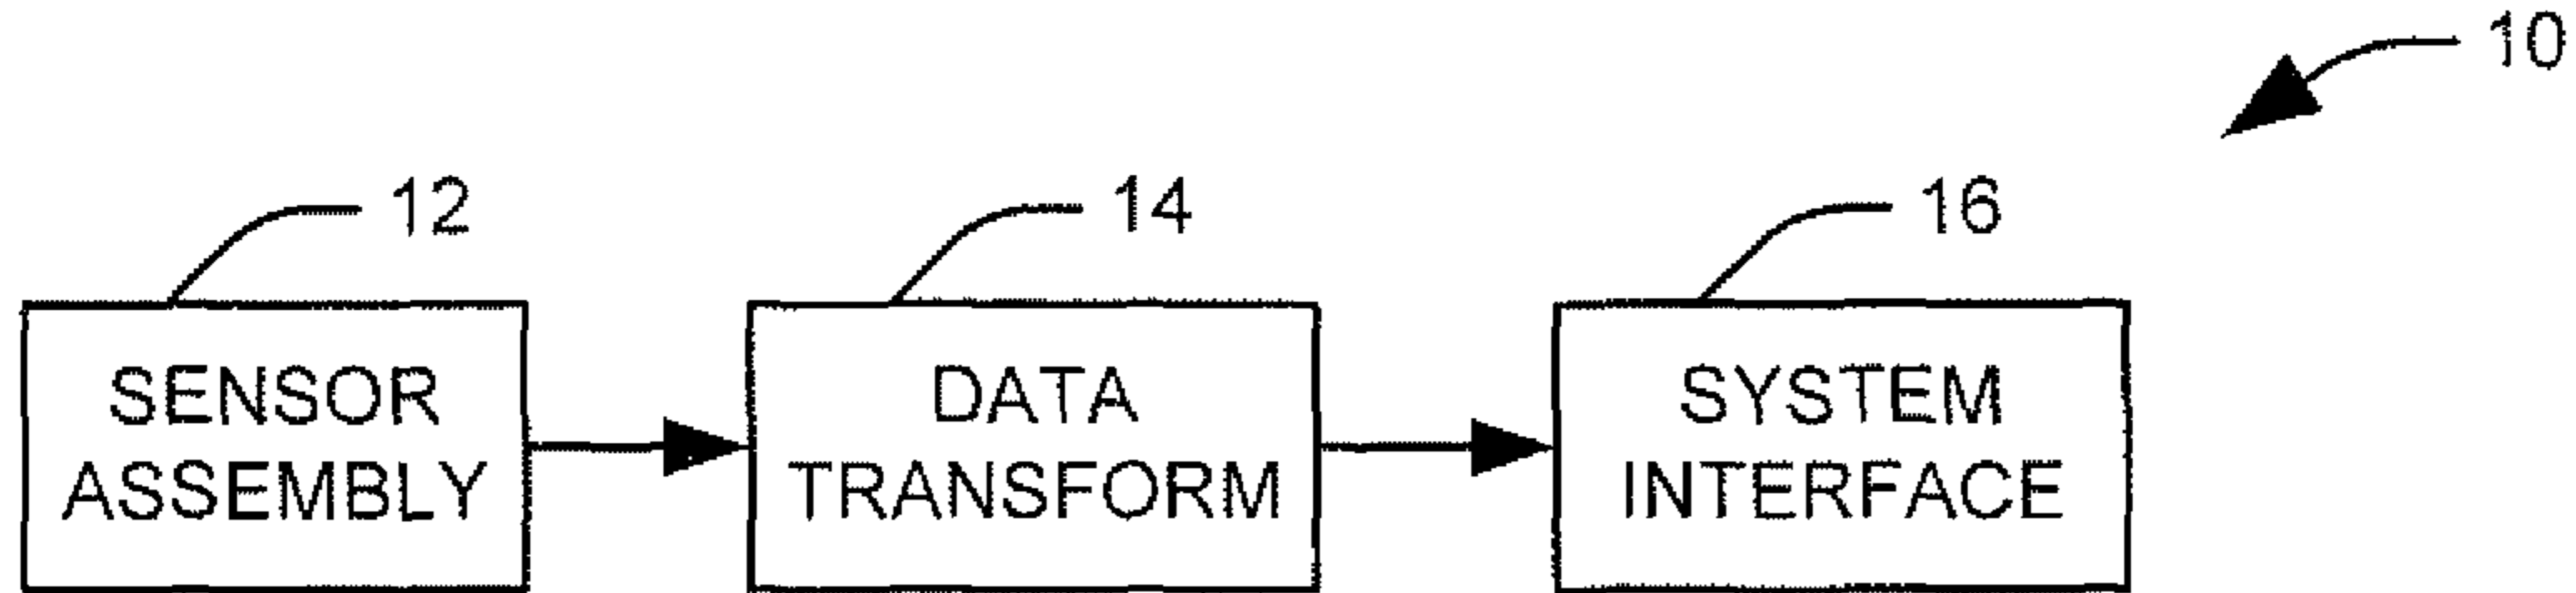 10
12
14
16
SENSOR
ASSEMBLY
DATA
TRANSFORM
SYSTEM
INTERFACE